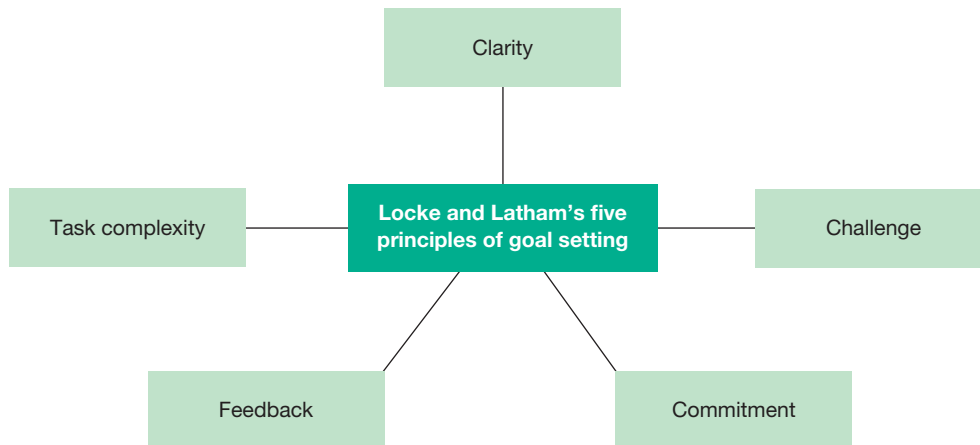 Clarity
Task complexity
Locke and Latham’s five
principles of goal setting
Challenge
Feedback
Commitment